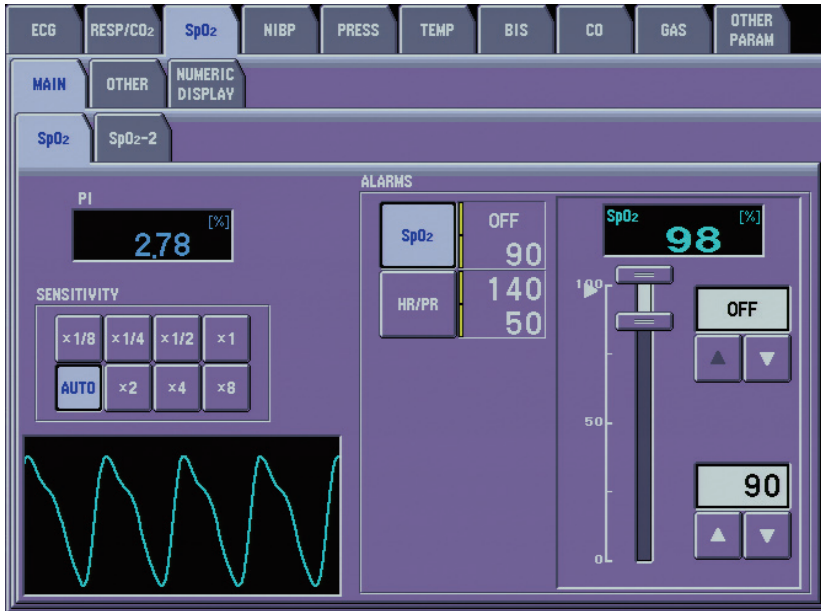 ECG RESP/CO2 SpO2 NIBP PRESS TEMP BIS CO GAS OTHER PARAM
MAIN OTHER NUMERIC DISPLAY
SpO2 SpO2-2
PI
[%]
2.78
SENSITIVITY
×1/8 ×1/4 ×1/2 ×1
AUTO ×2 ×4 ×8
ALARMS
SpO2 OFF
90
HR/PR 140
50
SpO2 [%]
98
100
50
0
OFF
90